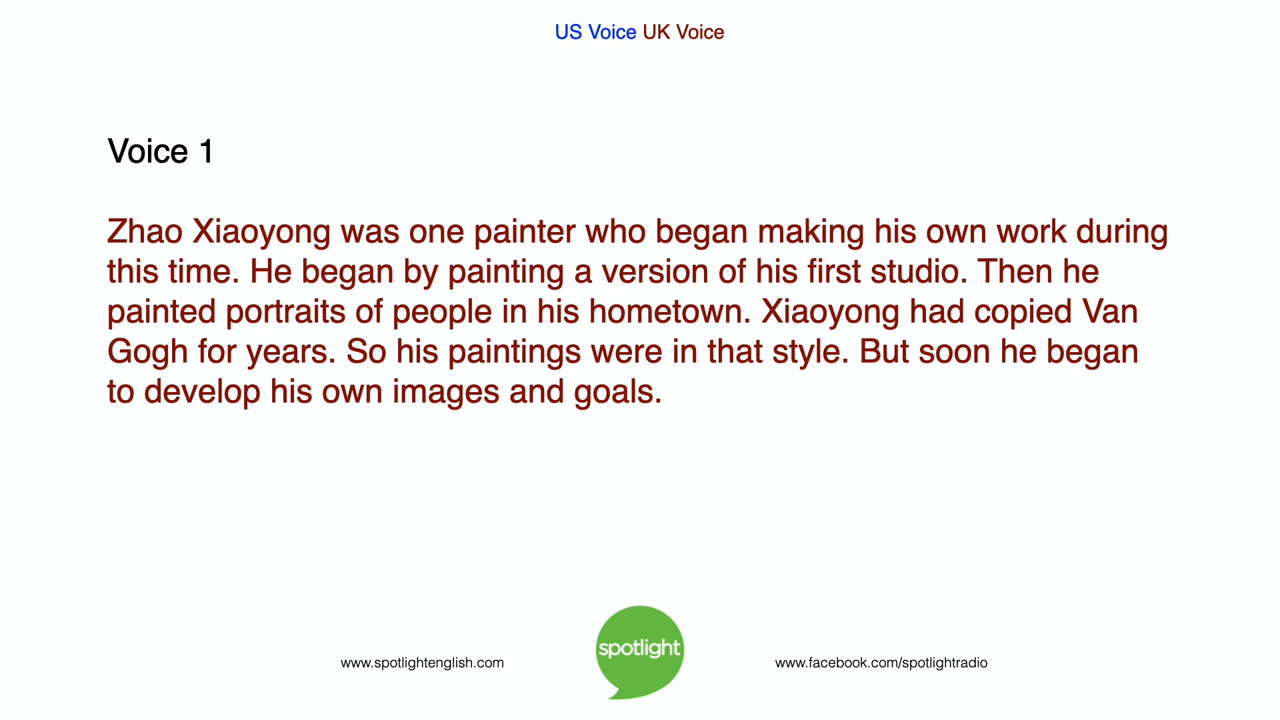 US Voice UK Voice
Voice 1
Zhao Xiaoyong was one painter who began making his own work during
this time. He began by painting a version of his first studio. Then he
painted portraits of people in his hometown. Xiaoyong had copied Van
Gogh for years. So his paintings were in that style. But soon he began
to develop his own images and goals.
www.spotlightenglish.com
spotlight
www.facebook.com/spotlightradio